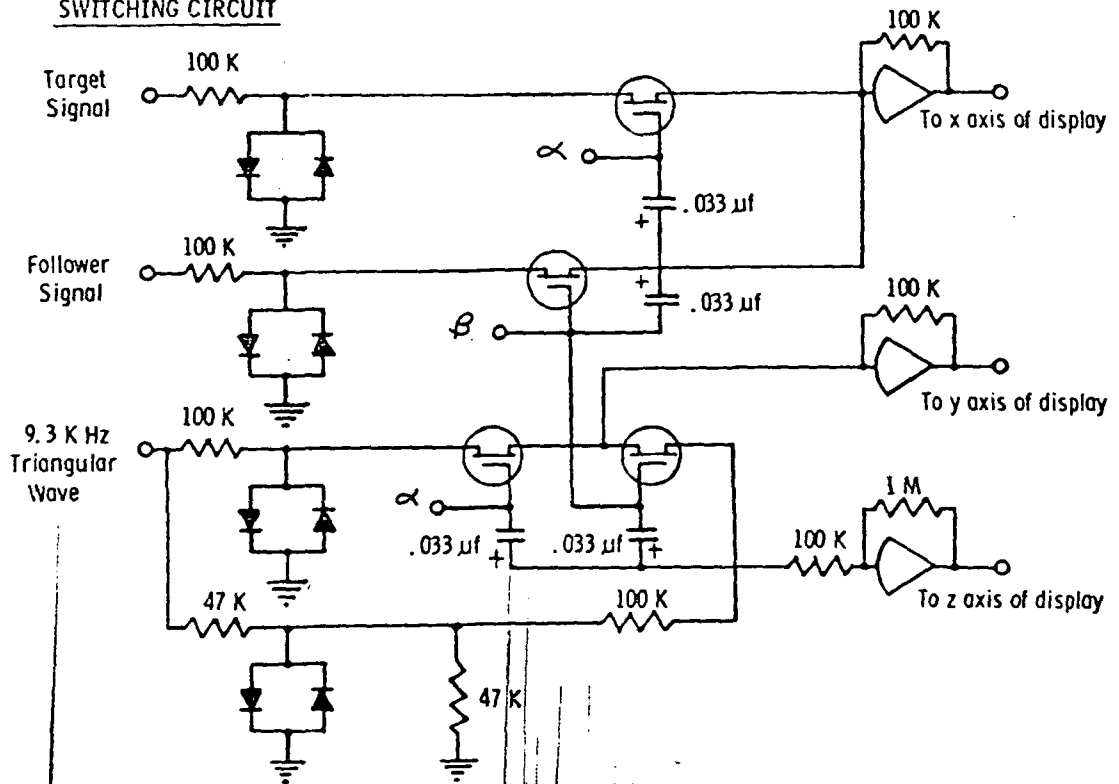 SWITCHING CIRCUIT
100 K
Target
Signal
100 K
To x axis of display
α
.033 µf
+
100 K
Follower
Signal
+
.033 µf
β
100 K
To y axis of display
100 K
9.3 K Hz
Triangular
Wave
α
.033 µf
+
.033 µf
+
100 K
1 M
To z axis of display
47 K
100 K
47 K